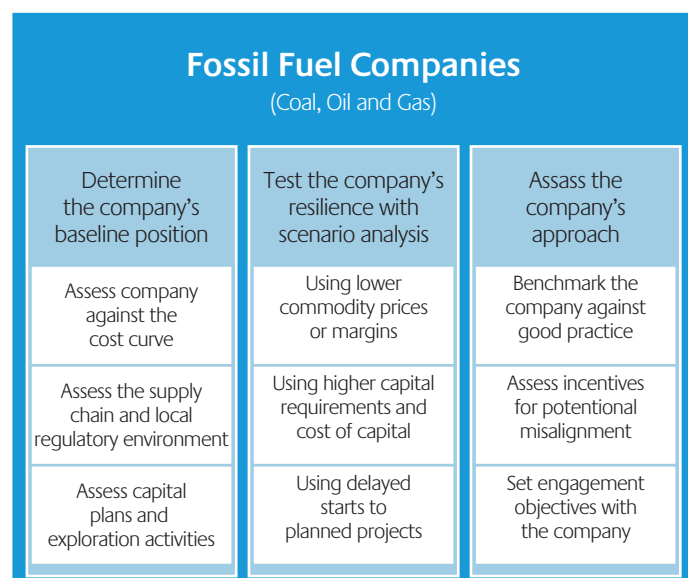 Fossil Fuel Companies
(Coal, Oil and Gas)
Determine
the company's
baseline position
Assess company
against the
cost curve
Assess the supply
chain and local
regulatory environment
Assess capital
plans and
exploration activities
Test the company's
resilience with
scenario analysis
Using lower
commodity prices
or margins
Using higher capital
requirements and
cost of capital
Using delayed
starts to
planned projects
Assass the
company's
approach
Benchmark the
company against
good practice
Assess incentives
for potentional
misalignment
Set engagement
objectives with
the company